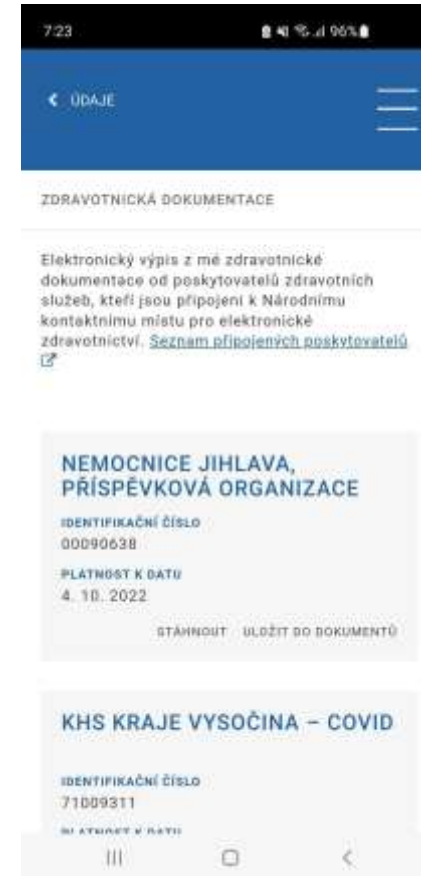 7:23
96%
ÚDAJE
ZDRAVOTNICKÁ DOKUMENTACE
Elektronický výpis z mé zdravotnické
dokumentace od poskytovatelů zdravotních
služeb, kteří jsou připojeni k Národnímu
kontaktnímu místu pro elektronické
zdravotnictví. Seznam připojených poskytovatelů
NEMOCNICE JIHLAVA,
PŘÍSPĚVKOVÁ ORGANIZACE
IDENTIFIKAČNÍ ČÍSLO
00090638
PLATNOST K DATU
4. 10. 2022
STÁHNOUT ULOŽIT DO DOKUMENTŮ
KHS KRAJE VYSOČINA – COVID
IDENTIFIKAČNÍ ČÍSLO
71009311
PLATNOST K DATU